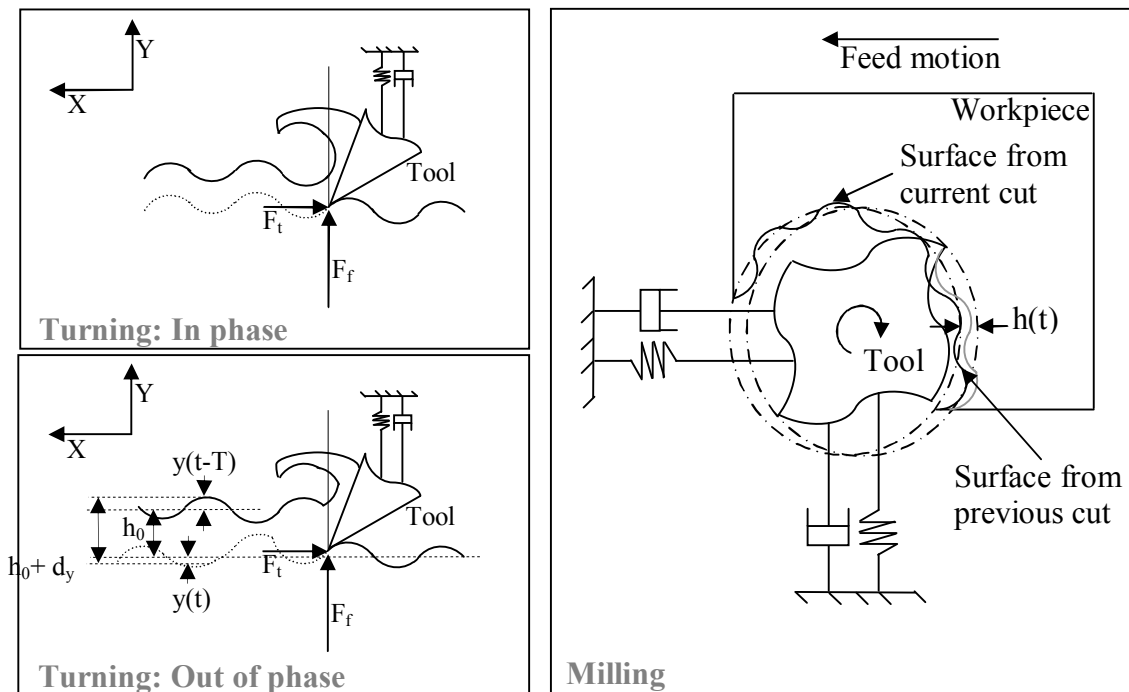 Y
X
Tool
F_t
F_f
Turning: In phase
Y
X
y(t-T)
Tool
h_0
F_t
h_0+ d_y
y(t)
F_f
Turning: Out of phase
Feed motion
Workpiece
Surface from
current cut
h(t)
Tool
Surface from
previous cut
Milling